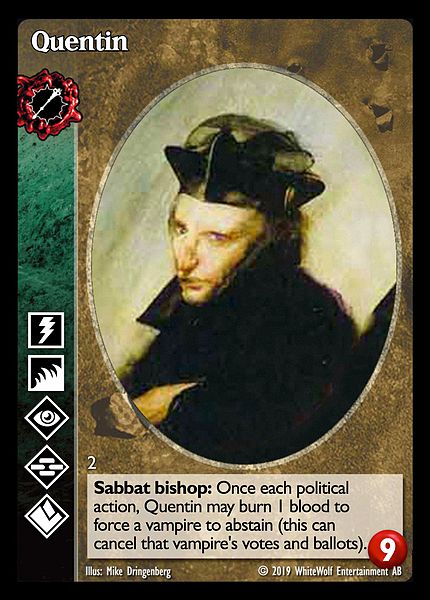 Quentin
2
Sabbat bishop: Once each political
action, Quentin may burn 1 blood to
force a vampire to abstain (this can
cancel that vampire's votes and ballots).
9
Illus: Mike Dringenberg © 2019 WhiteWolf Entertainment AB